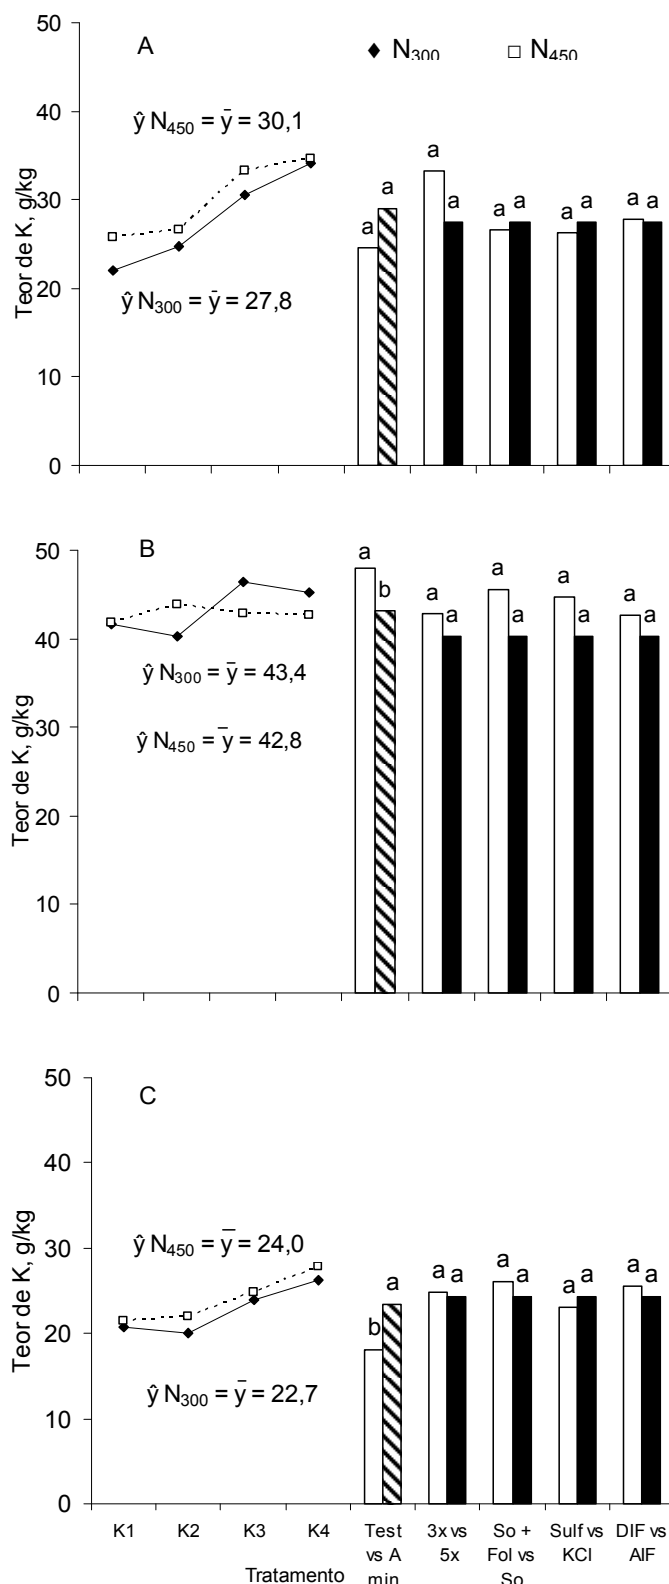 50
A
N300
N450
40
ŷ N450 = ȳ = 30,1
a
a
a a a a a a a
30
a
20
ŷ N300 = ȳ = 27,8
10
0
Teor de K, g/kg
50
B
a
a
a
a
b
a
a a a a
40
ŷ N300 = ȳ = 43,4
ŷ N450 = ȳ = 42,8
30
20
10
0
Teor de K, g/kg
50
C
40
30
ŷ N450 = ȳ = 24,0
a
a a a a a a a a
b
20
ŷ N300 = ȳ = 22,7
10
0
Teor de K, g/kg
K1 K2 K3 K4 Test vs A min 3x vs 5x So + Fol vs So Sulf vs KCl DIF vs AIF
Tratamento